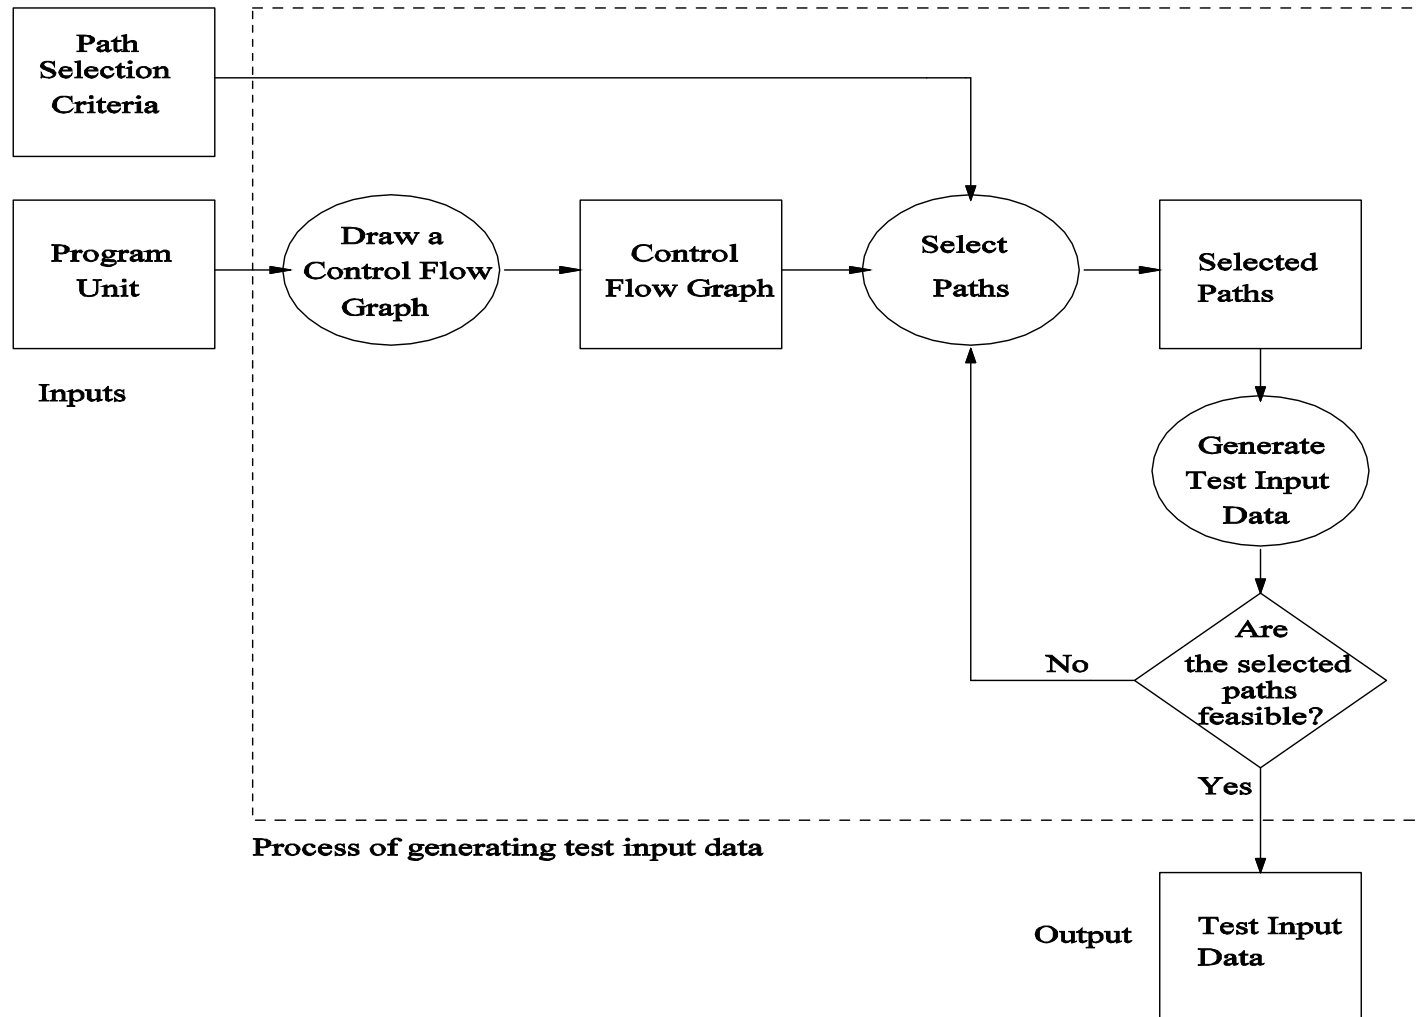 Path
Selection
Criteria
Program
Unit
Inputs
Draw a
Control Flow
Graph
Control
Flow Graph
Select
Paths
Selected
Paths
Generate
Test Input
Data
Are
the selected
paths
feasible?
No
Yes
Process of generating test input data
Output
Test Input
Data